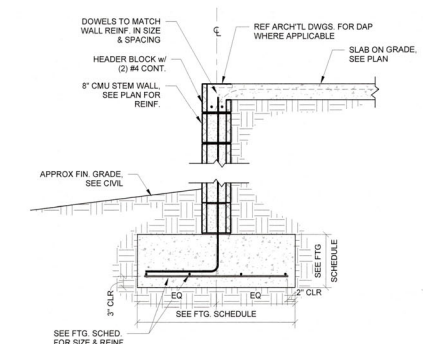 DOWELS TO MATCH
WALL REINF. IN SIZE
& SPACING
℄
REF ARCH'TL DWGS. FOR DAP
WHERE APPLICABLE
HEADER BLOCK w/
(2) #4 CONT.
SLAB ON GRADE,
SEE PLAN
8" CMU STEM WALL,
SEE PLAN FOR
REINF.
APPROX FIN. GRADE,
SEE CIVIL
SEE FTG
SCHEDULE
3" CLR
EQ
EQ
2" CLR
SEE FTG. SCHEDULE
SEE FTG. SCHED.
FOR SIZE & REINF.